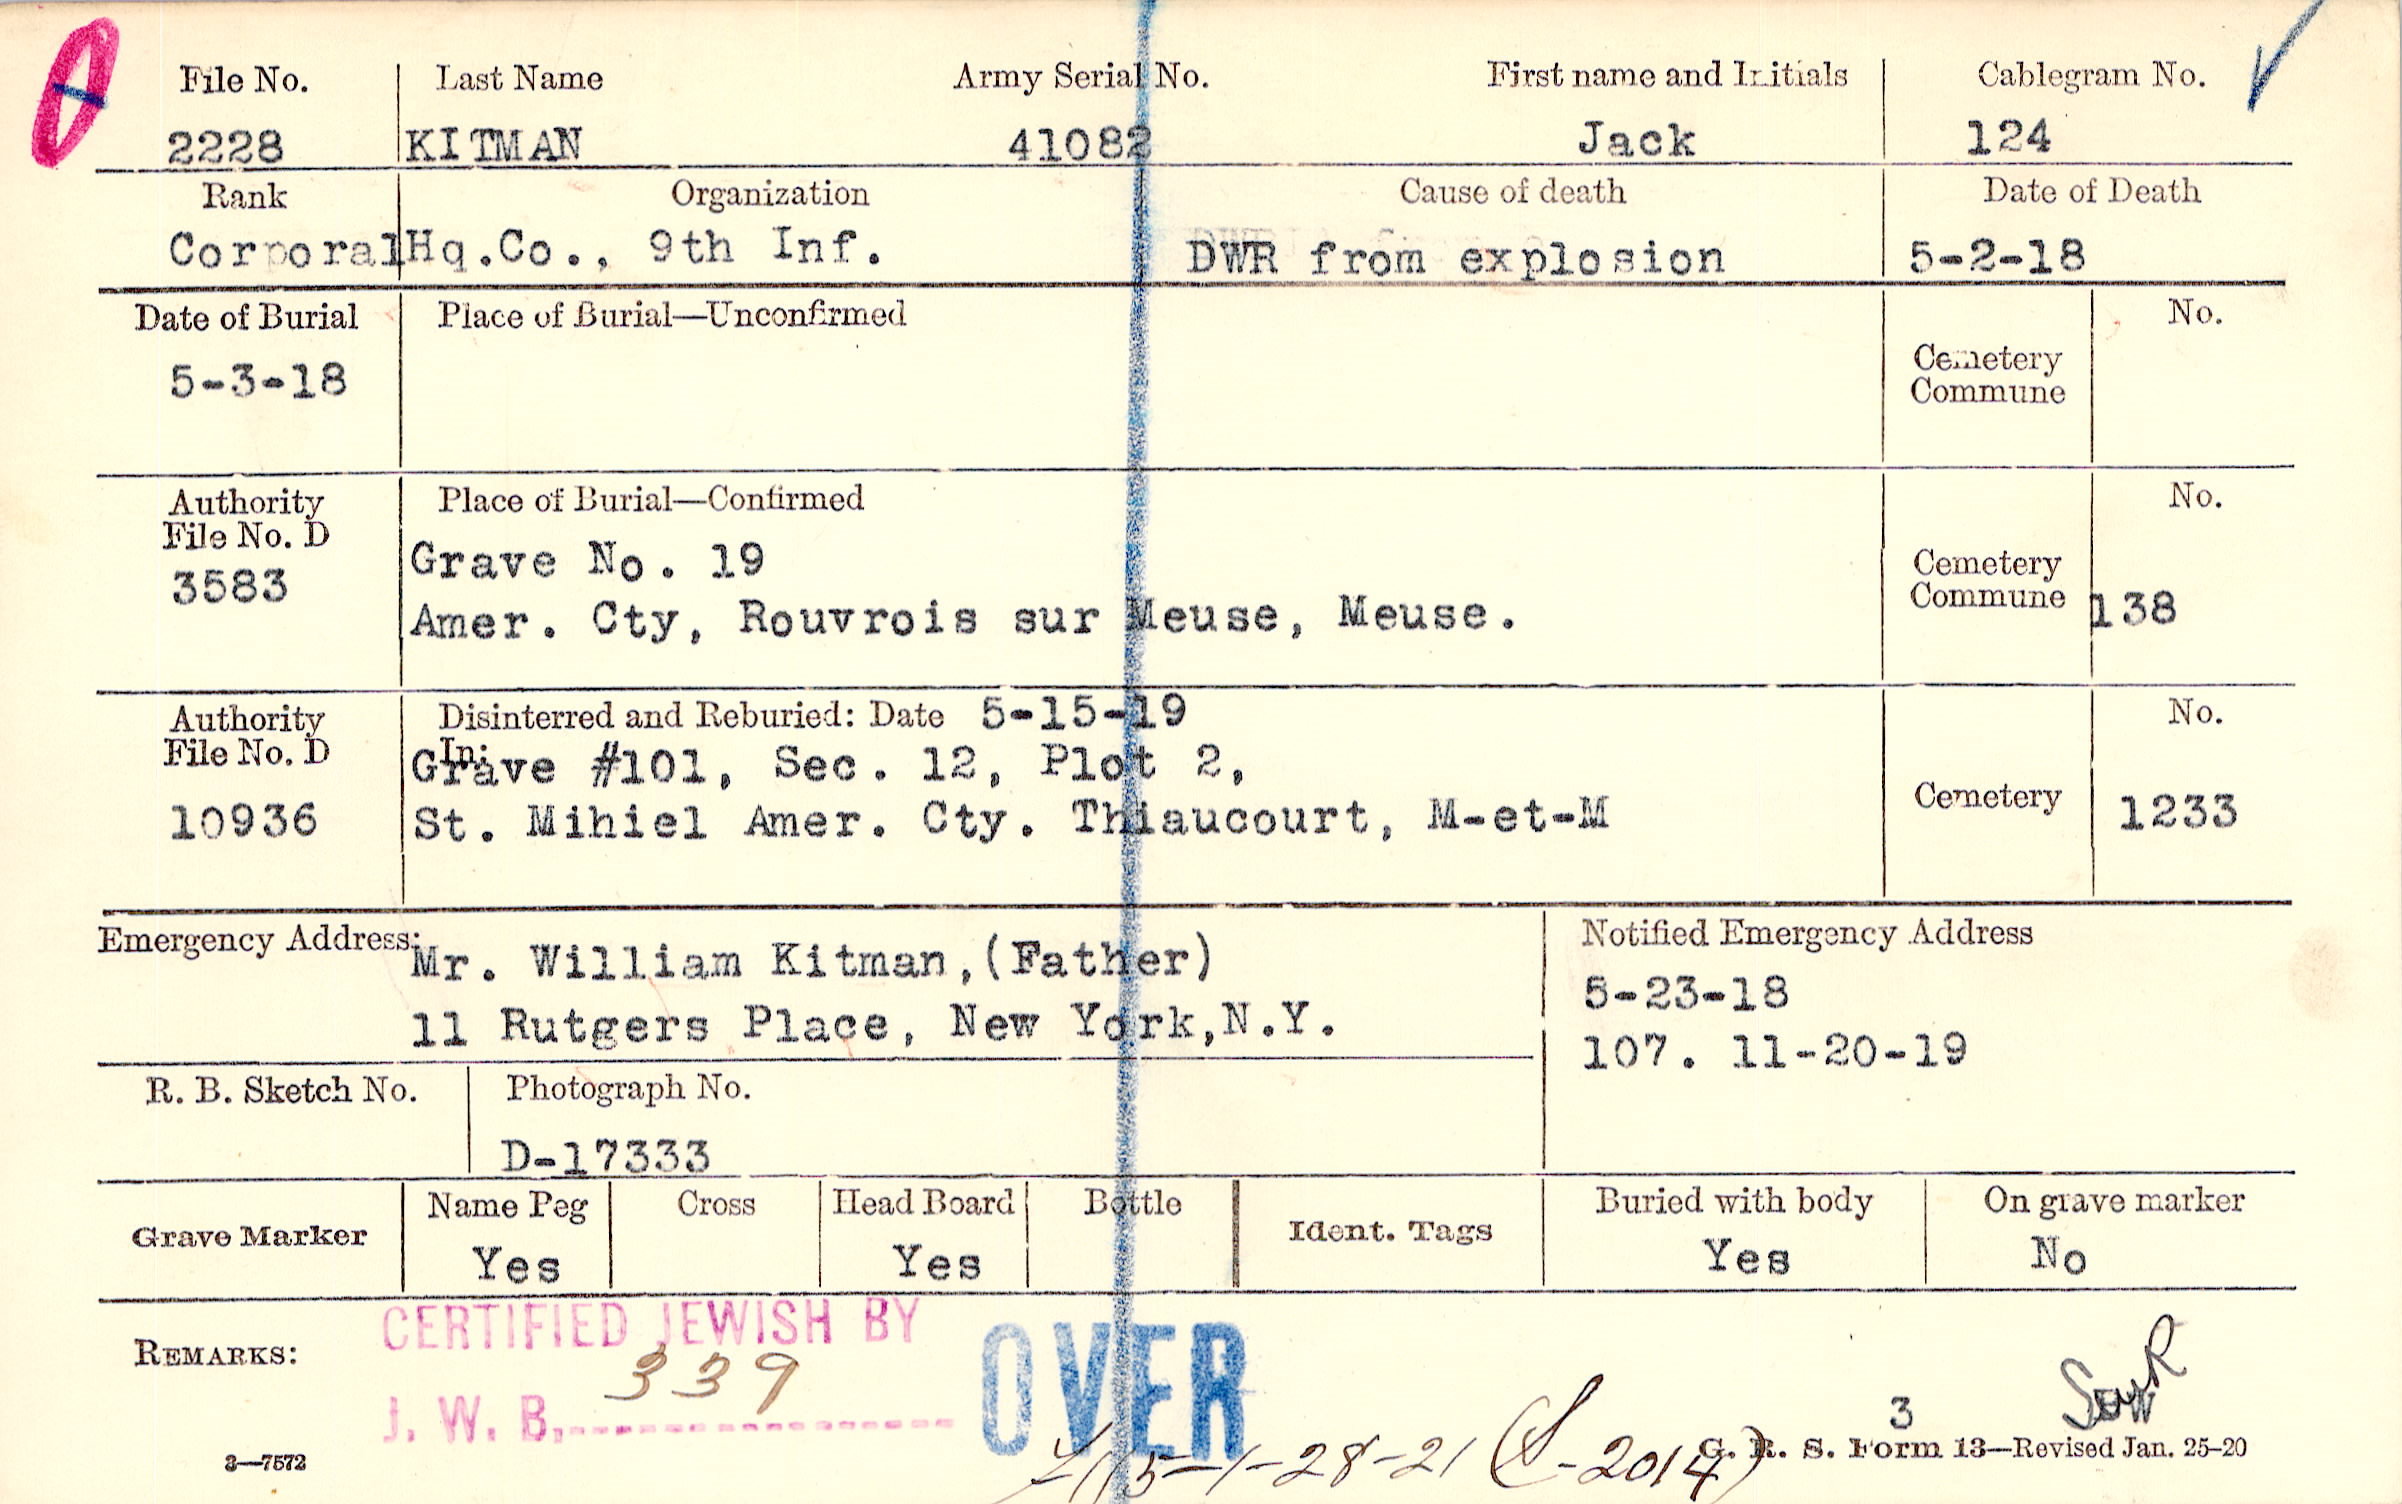 File No. Last Name Army Serial No. First name and Initials Cablegram No.
2228 KITMAN 41082 Jack 124
Rank Organization Cause of death Date of Death
Corporal Hq.Co., 9th Inf. DWR from explosion 5-2-18
Date of Burial Place of Burial—Unconfirmed No.
5-3-18 Cemetery
Commune
Authority Place of Burial—Confirmed No.
File No. D
3583 Grave No. 19 Cemetery
Amer. Cty, Rouvrois sur Meuse, Meuse. Commune 138
Authority Disinterred and Reburied: Date 5-15-19 No.
File No. D In:
Grave #101, Sec. 12, Plot 2,
10936 St. Mihiel Amer. Cty. Thiaucourt, M-et-M Cemetery 1233
Emergency Address: Mr. William Kitman,(Father) Notified Emergency Address
11 Rutgers Place, New York,N.Y. 5-23-18
107. 11-20-19
R. B. Sketch No. Photograph No.
D-17333
Grave Marker Name Peg Cross Head Board Bottle Ident. Tags Buried with body On grave marker
Yes Yes Yes No
REMARKS: CERTIFIED JEWISH BY
J. W. B. 339
OVER
1-28-21 (S-2014)
3
G. R. S. Form 13—Revised Jan. 25-20
3—7572